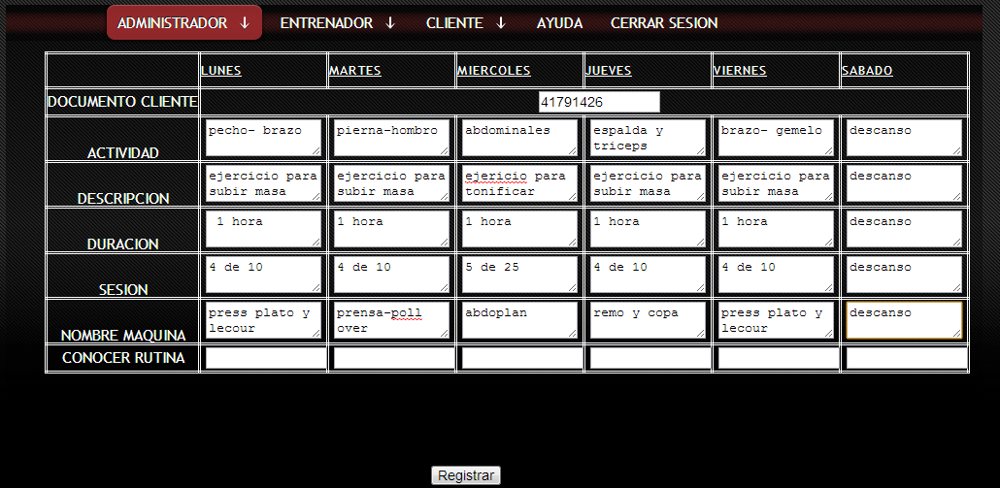 ADMINISTRADOR ↓ ENTRENADOR ↓ CLIENTE ↓ AYUDA CERRAR SESION
LUNES MARTES MIERCOLES JUEVES VIERNES SABADO
DOCUMENTO CLIENTE 41791426
ACTIVIDAD pecho- brazo pierna-hombro abdominales espalda y triceps brazo- gemelo descanso
DESCRIPCION ejercicio para subir masa ejercicio para subir masa ejericio para tonificar ejercicio para subir masa ejercicio para subir masa descanso
DURACION 1 hora 1 hora 1 hora 1 hora 1 hora descanso
SESION 4 de 10 4 de 10 5 de 25 4 de 10 4 de 10 descanso
NOMBRE MAQUINA press plato y lecour prensa-poll over abdoplan remo y copa press plato y lecour descanso
CONOCER RUTINA
Registrar